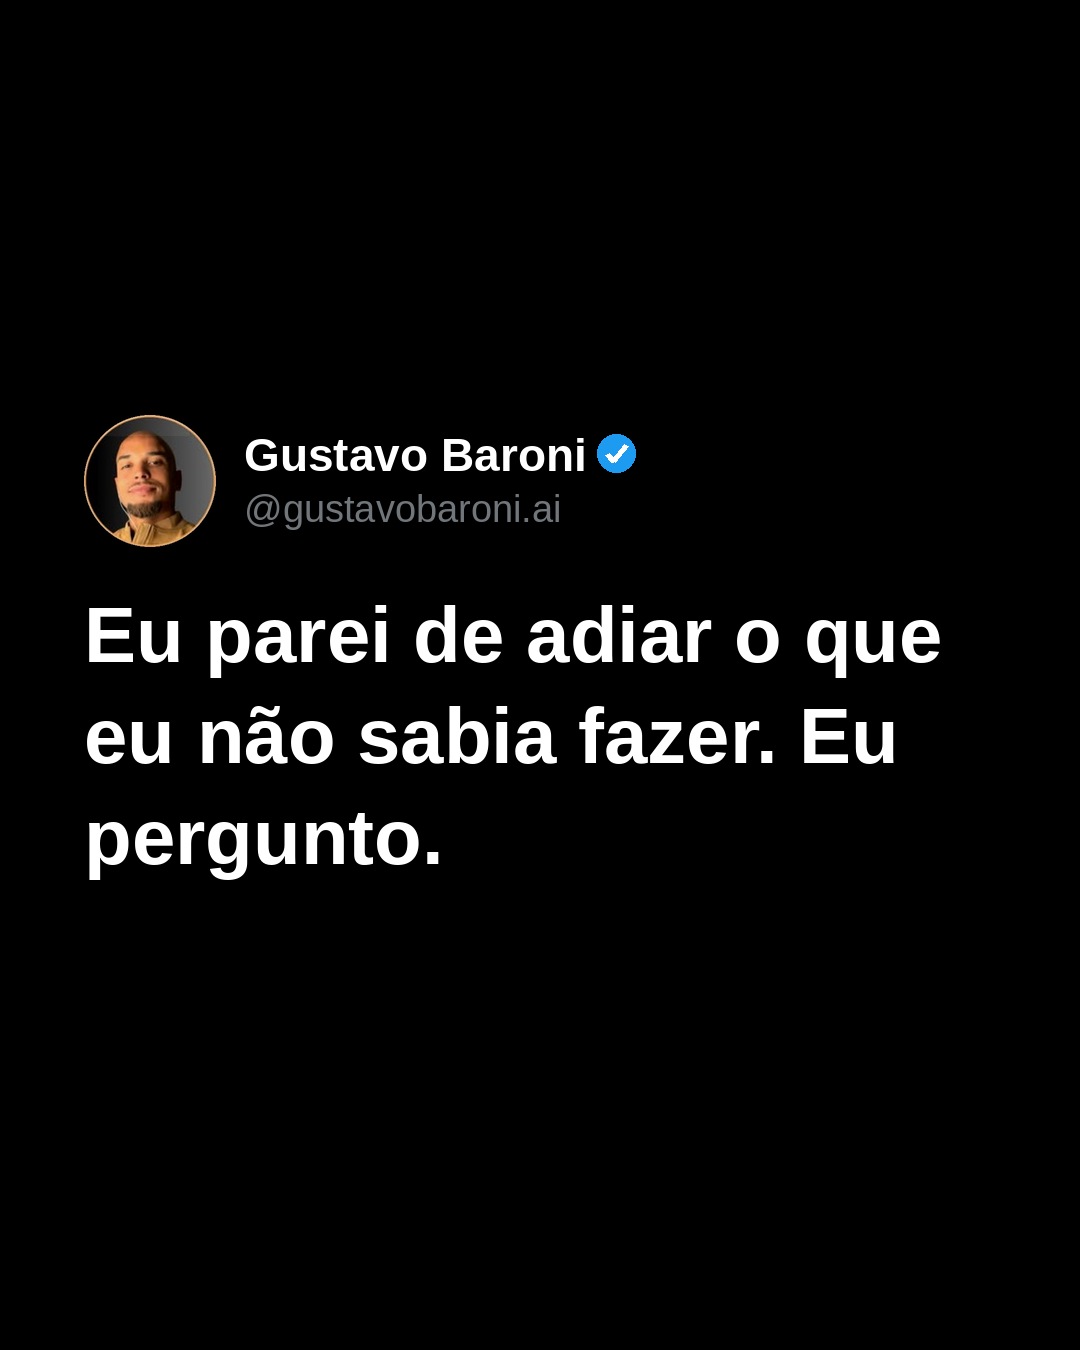 Gustavo Baroni
@gustavobaroni.ai
Eu parei de adiar o que
eu não sabia fazer. Eu
pergunto.